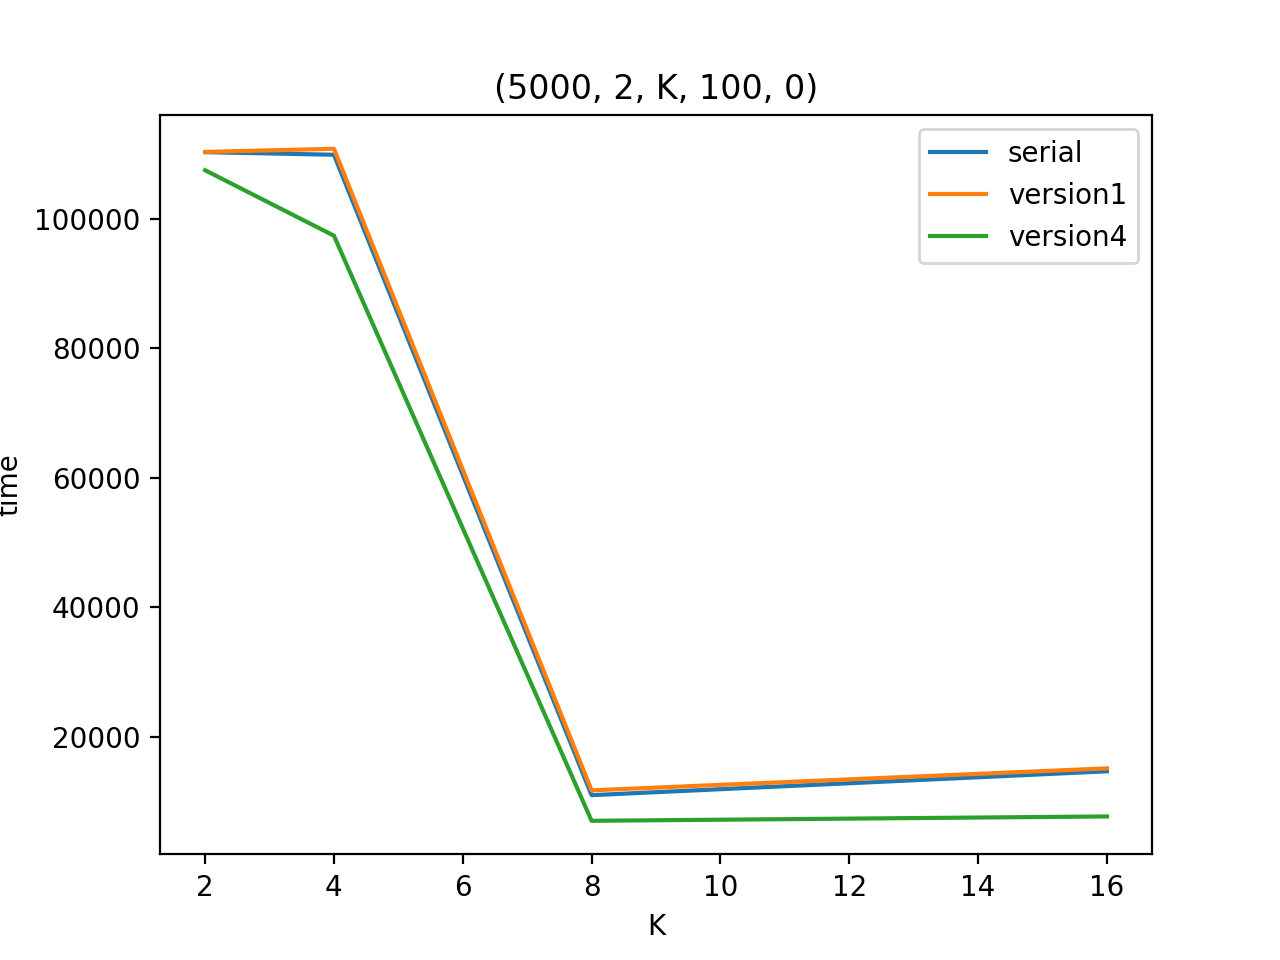 (5000, 2, K, 100, 0)
serial
version1
version4
100000
80000
60000
40000
20000
time
2 4 6 8 10 12 14 16
K